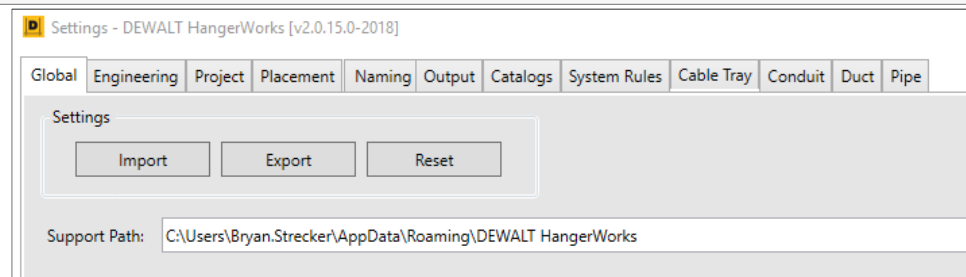 D Settings - DEWALT HangerWorks [v2.0.15.0-2018]
Global Engineering Project Placement Naming Output Catalogs System Rules Cable Tray Conduit Duct Pipe
Settings
Import Export Reset
Support Path: C:\Users\Bryan.Strecker\AppData\Roaming\DEWALT HangerWorks